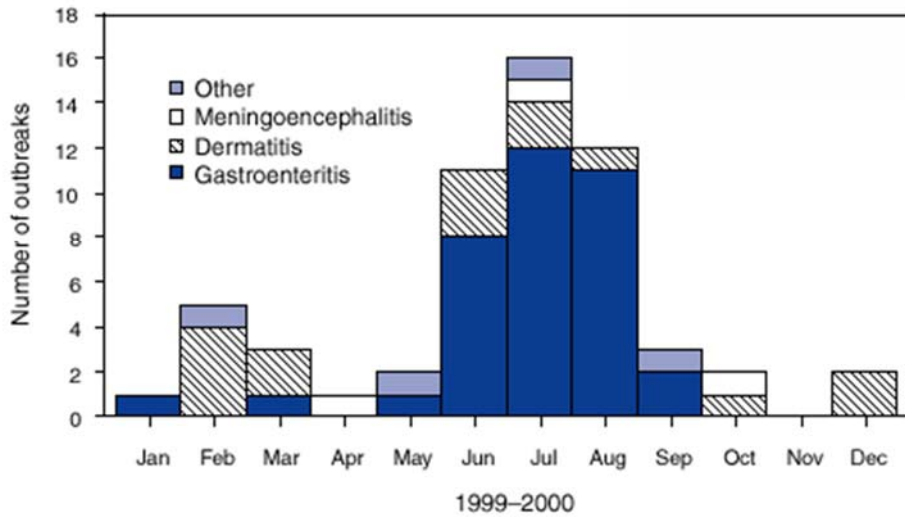 18
16
14
12
10
8
6
4
2
0
Number of outbreaks
Other
Meningoencephalitis
Dermatitis
Gastroenteritis
Jan Feb Mar Apr May Jun Jul Aug Sep Oct Nov Dec
1999–2000